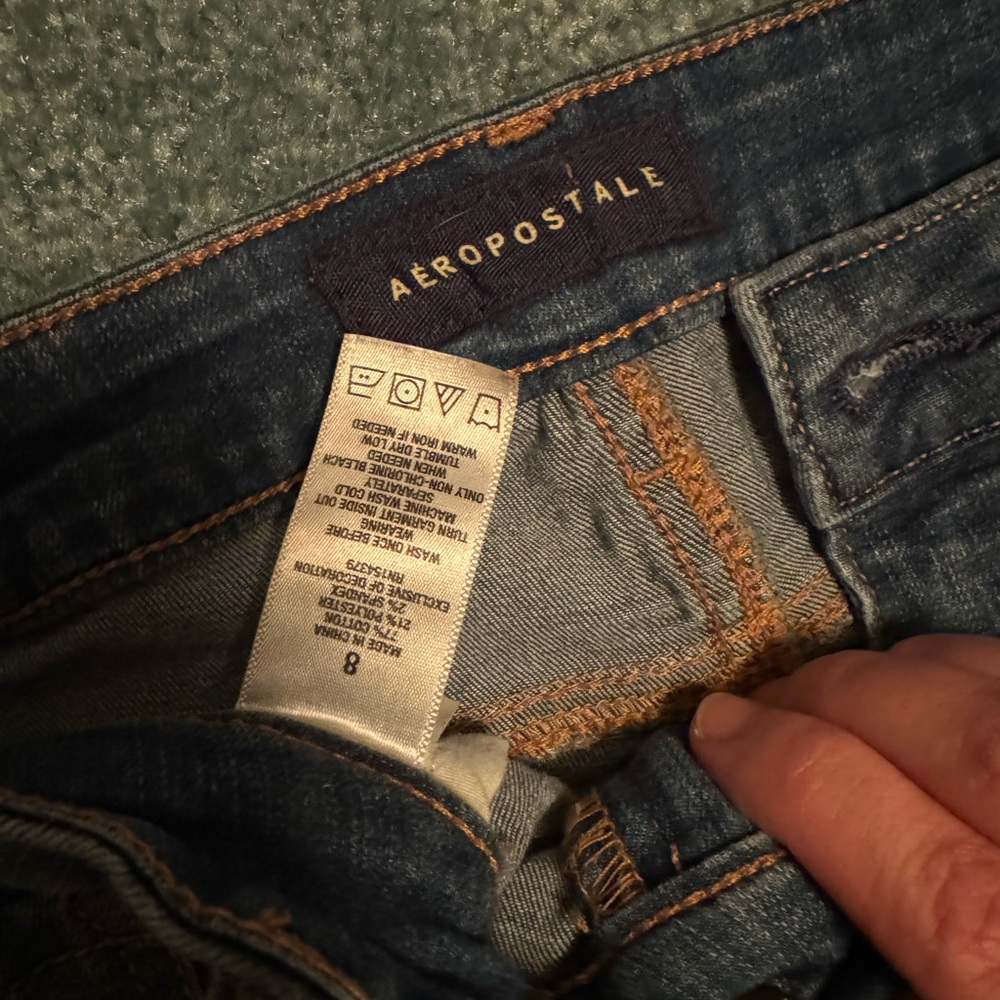 AÉROPOSTALE
8
MADE IN CHINA
77% COTTON
21% POLYESTER
2% SPANDEX
EXCLUSIVE OF DECORATION
RN154379
WASH ONCE BEFORE
WEARING
TURN GARMENT INSIDE OUT
MACHINE WASH COLD
SEPARATELY
ONLY NON-CHLORINE BLEACH
WHEN NEEDED
TUMBLE DRY LOW
WARM IRON IF NEEDED